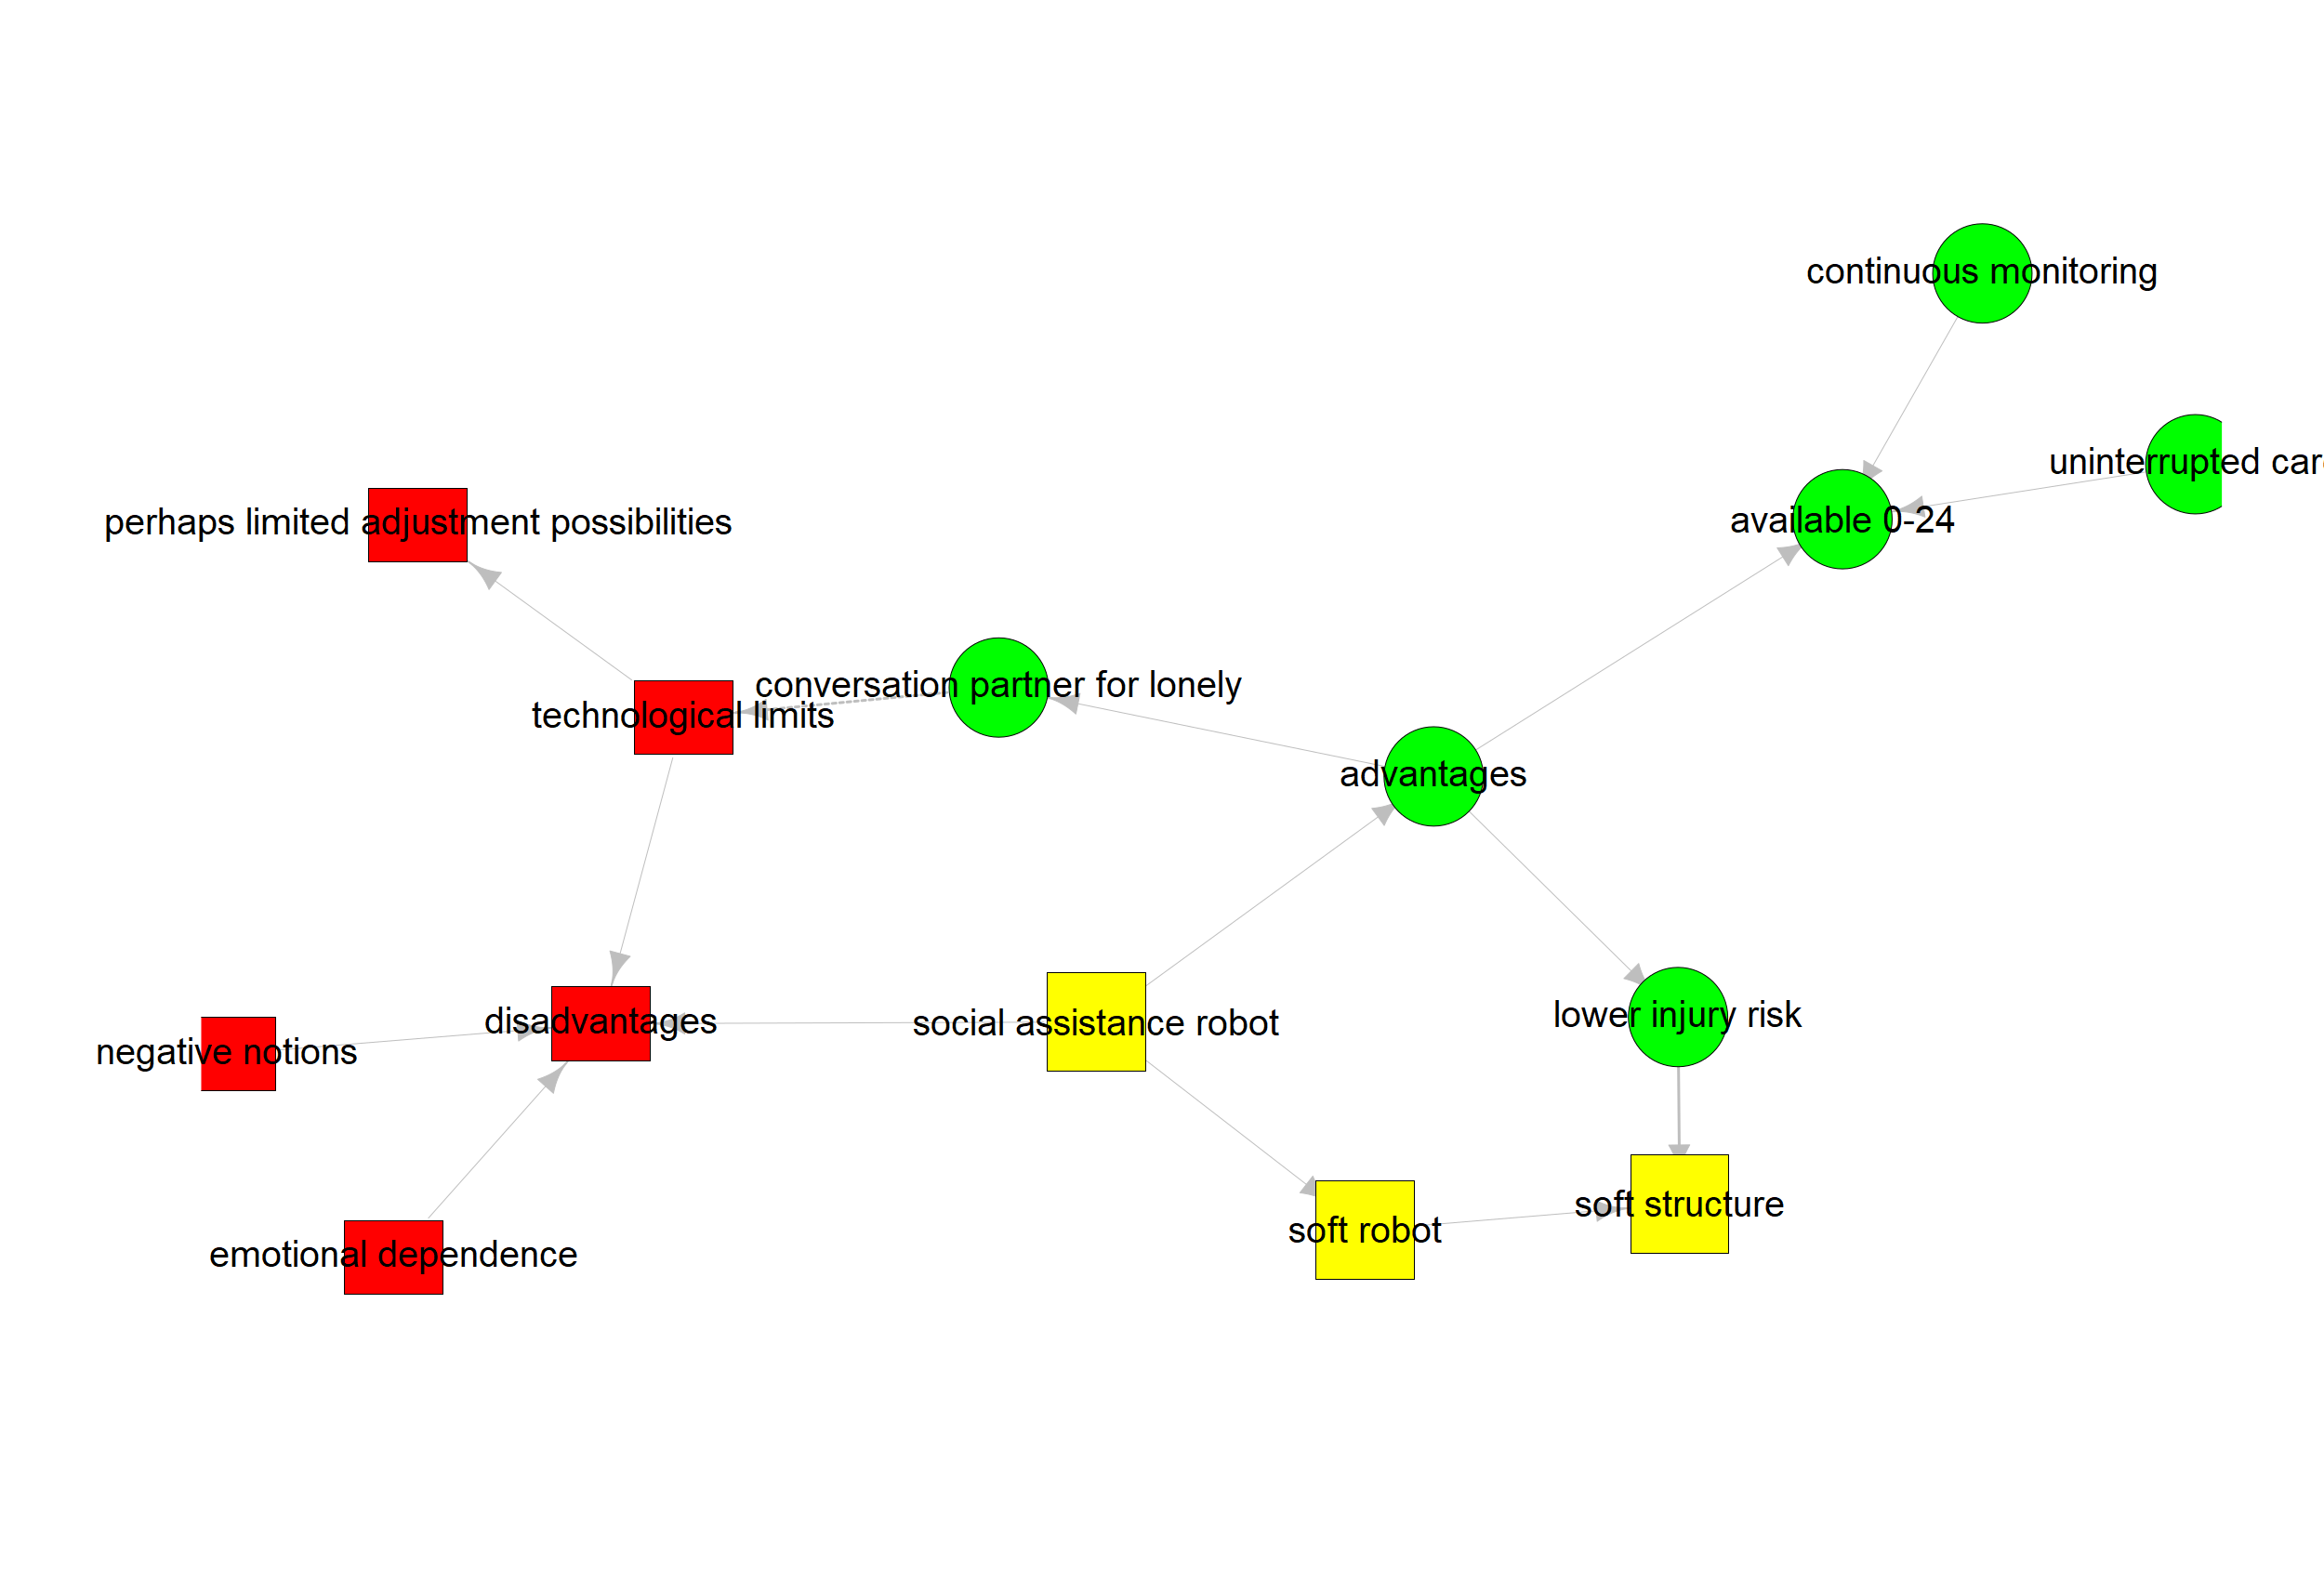 continuous monitoring
uninterrupted car
available 0-24
perhaps limited adjustment possibilities
conversation partner for lonely
technological limits
advantages
lower injury risk
disadvantages
social assistance robot
negative notions
soft structure
soft robot
emotional dependence